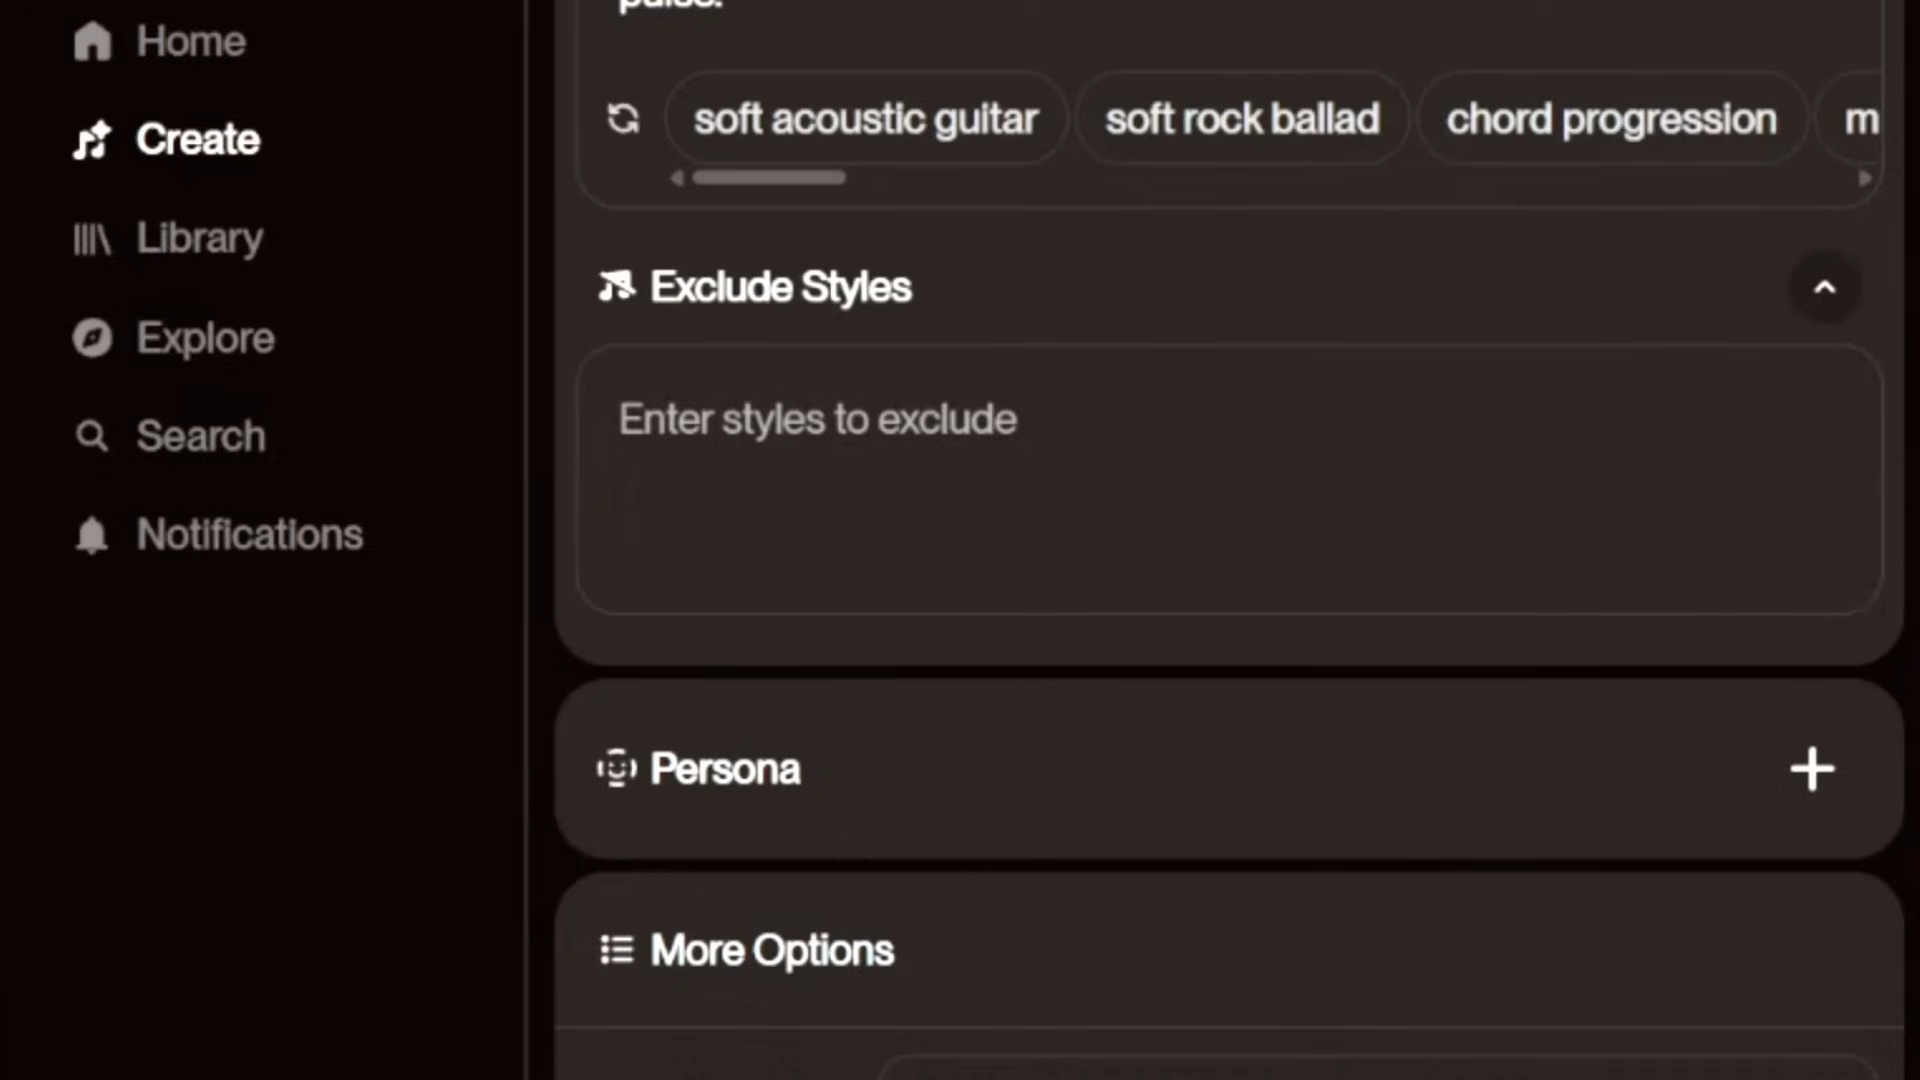 Home
Create
Library
Explore
Search
Notifications
pulse.
soft acoustic guitar
soft rock ballad
chord progression
m
Exclude Styles
Enter styles to exclude
Persona
More Options